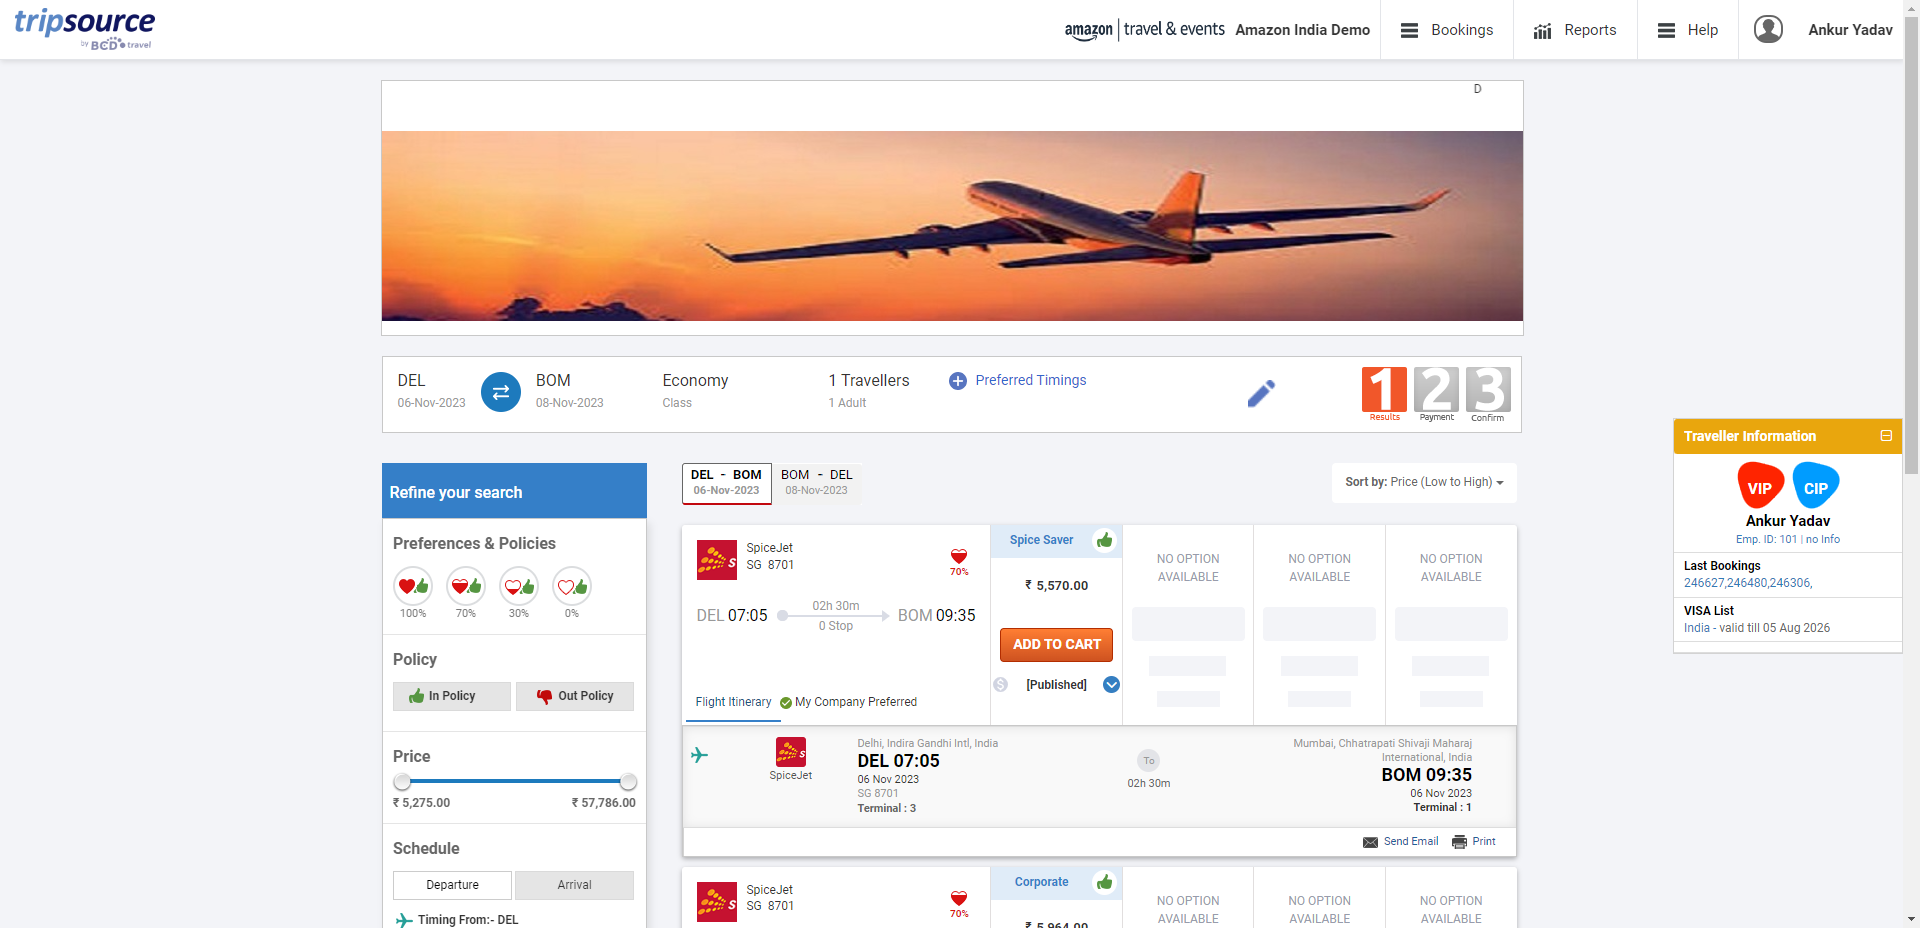 tripsource
by BCD travel
amazon travel & events Amazon India Demo
Bookings
Reports
Help
Ankur Yadav
D
DEL
06-Nov-2023
BOM
08-Nov-2023
Economy
Class
1 Travellers
1 Adult
Preferred Timings
1 2 3
Results Payment Confirm
Traveller Information
VIP CIP
Ankur Yadav
Emp. ID: 101 | no Info
Last Bookings
246627,246480,246306,
VISA List
India - valid till 05 Aug 2026
Refine your search
Preferences & Policies
100% 70% 30% 0%
Policy
In Policy Out Policy
Price
₹ 5,275.00 ₹ 57,786.00
Schedule
Departure Arrival
Timing From:- DEL
DEL - BOM
06-Nov-2023
BOM - DEL
08-Nov-2023
Sort by: Price (Low to High)
SpiceJet
SG 8701
70%
DEL 07:05
02h 30m
0 Stop
BOM 09:35
Flight Itinerary
My Company Preferred
Spice Saver
₹ 5,570.00
ADD TO CART
$ [Published]
NO OPTION
AVAILABLE
NO OPTION
AVAILABLE
NO OPTION
AVAILABLE
S
SpiceJet
Delhi, Indira Gandhi Intl, India
DEL 07:05
06 Nov 2023
SG 8701
Terminal : 3
To
02h 30m
Mumbai, Chhatrapati Shivaji Maharaj
International, India
BOM 09:35
06 Nov 2023
Terminal : 1
Send Email Print
SpiceJet
SG 8701
70%
Corporate
₹ 5,964.00
NO OPTION
AVAILABLE
NO OPTION
AVAILABLE
NO OPTION
AVAILABLE